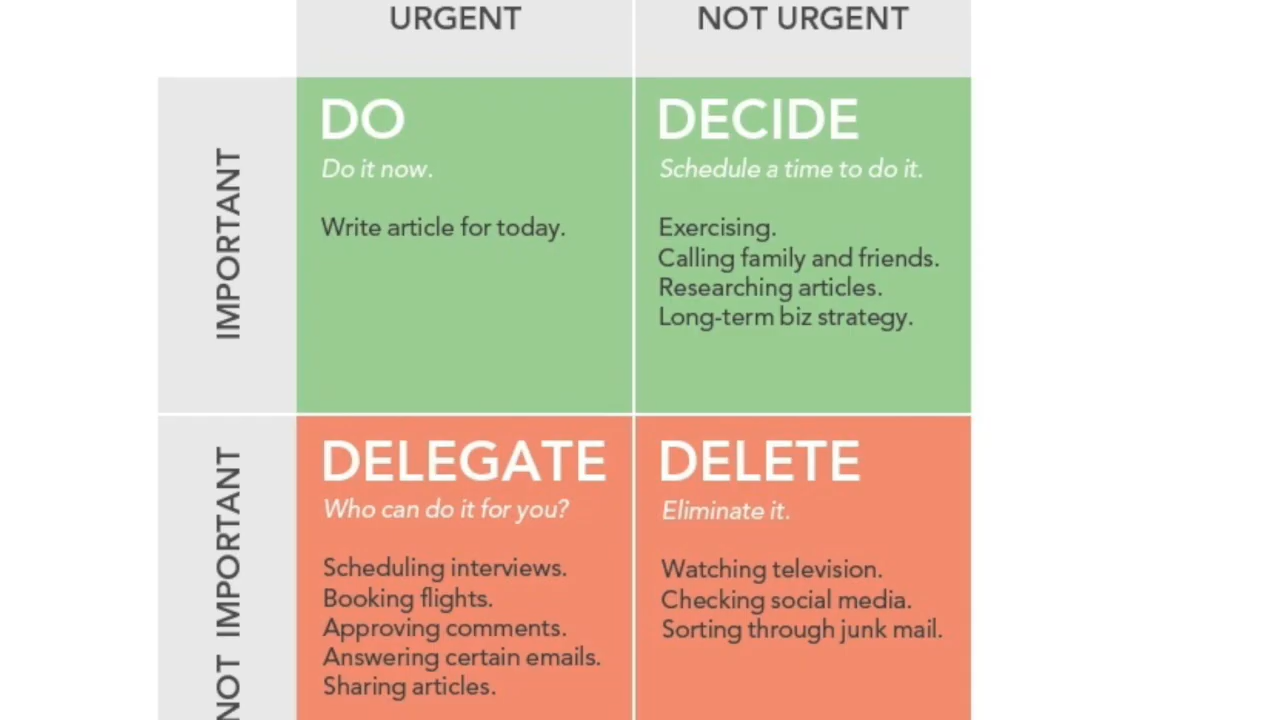 URGENT
NOT URGENT
IMPORTANT
DO
Do it now.
Write article for today.
DECIDE
Schedule a time to do it.
Exercising.
Calling family and friends.
Researching articles.
Long-term biz strategy.
NOT IMPORTANT
DELEGATE
Who can do it for you?
Scheduling interviews.
Booking flights.
Approving comments.
Answering certain emails.
Sharing articles.
DELETE
Eliminate it.
Watching television.
Checking social media.
Sorting through junk mail.